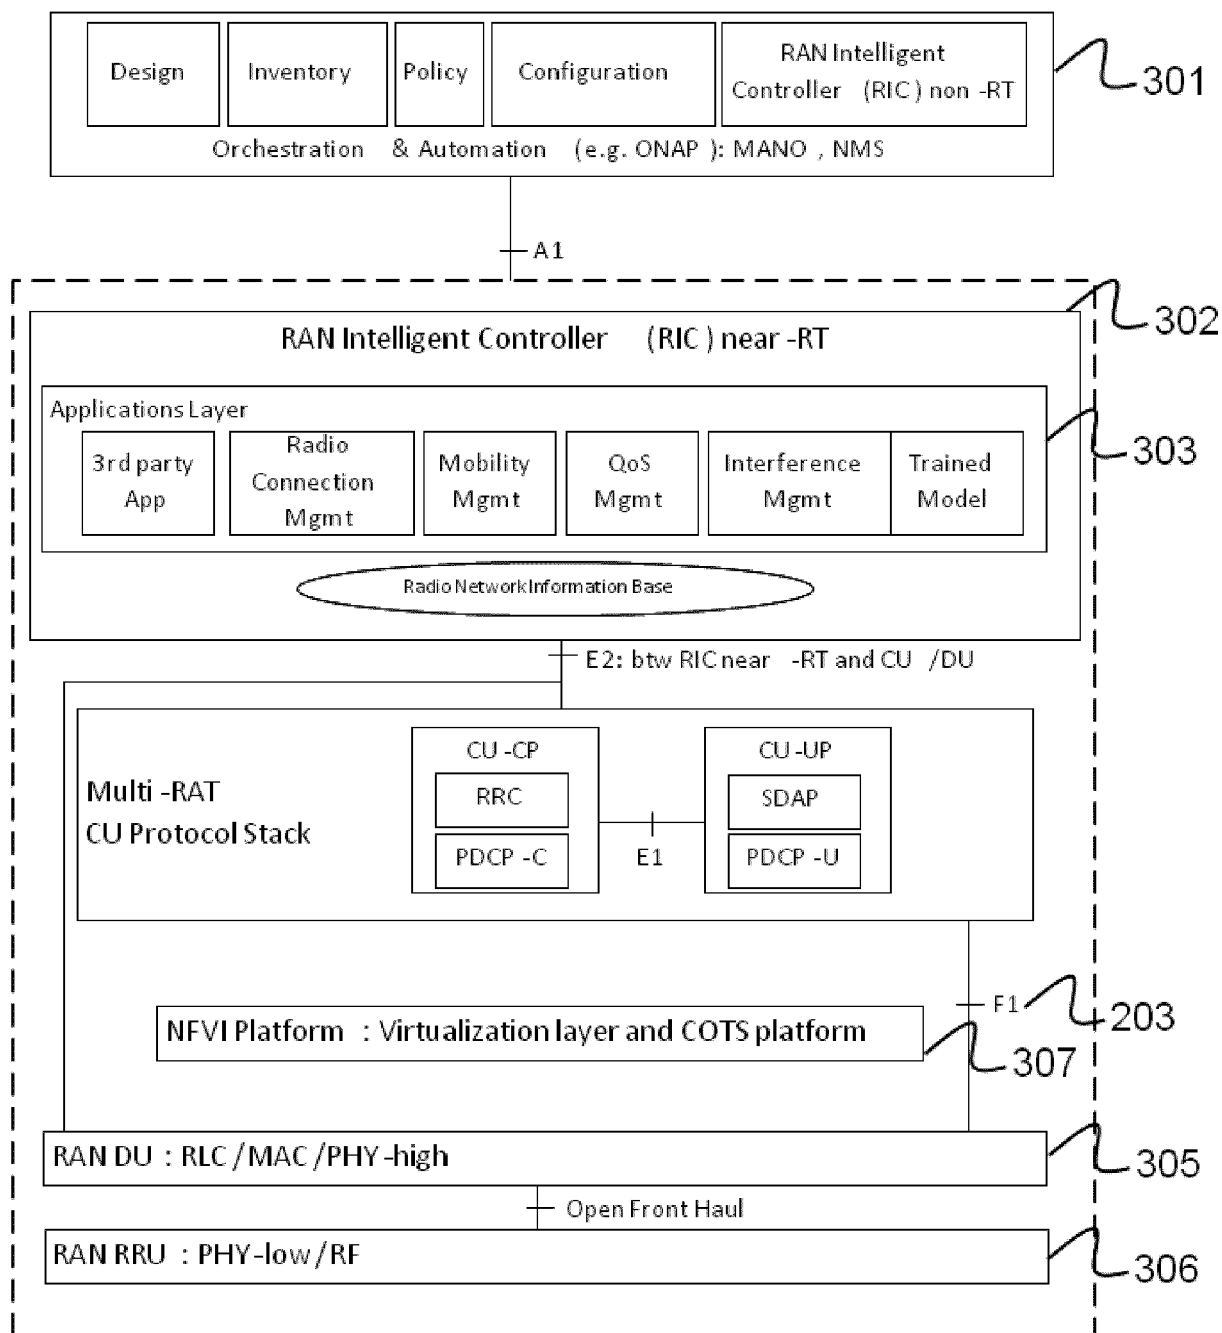 Design
Inventory
Policy
Configuration
RAN Intelligent
Controller (RIC) non -RT
Orchestration & Automation (e.g. ONAP): MANO , NMS
301
A1
302
RAN Intelligent Controller (RIC) near -RT
Applications Layer
303
3rd party
App
Radio
Connection
Mgmt
Mobility
Mgmt
QoS
Mgmt
Interference
Mgmt
Trained
Model
Radio Network Information Base
E2: btw RIC near -RT and CU /DU
Multi -RAT
CU Protocol Stack
CU -CP
RRC
PDCP -C
E1
CU -UP
SDAP
PDCP -U
F1
203
NFVI Platform : Virtualization layer and COTS platform
307
RAN DU : RLC /MAC /PHY -high
305
Open Front Haul
RAN RRU : PHY -low /RF
306